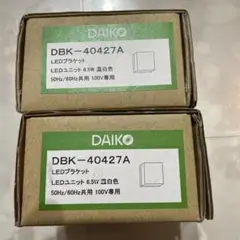 DAIKO
DBK-40427A
LEDブラケット
LEDユニット 6.5W 温白色
50Hz/60Hz共用 100V専用
DAIKO
DBK-40427A
LEDブラケット
LEDユニット 6.5W 温白色
50Hz/60Hz共用 100V専用